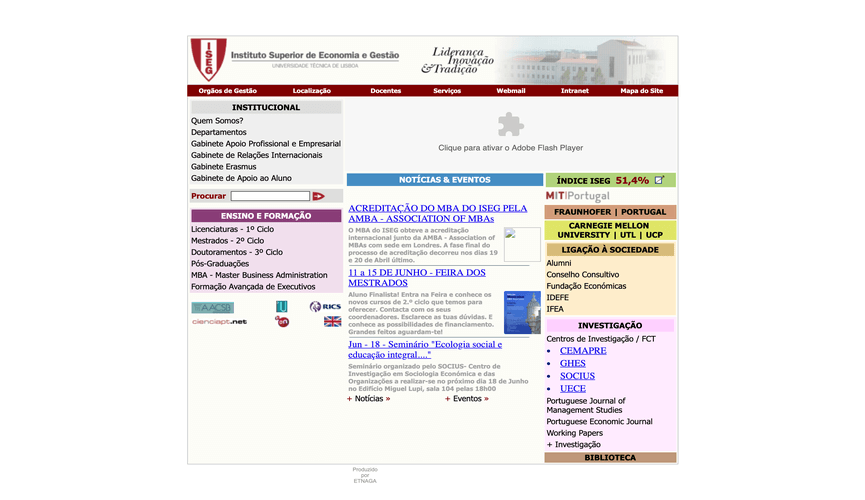 ISEG
Instituto Superior de Economia e Gestão
UNIVERSIDADE TÉCNICA DE LISBOA
Liderança
Inovação
& Tradição
Orgãos de Gestão Localização Docentes Serviços Webmail Intranet Mapa do Site
INSTITUCIONAL
Quem Somos?
Departamentos
Gabinete Apoio Profissional e Empresarial
Gabinete de Relações Internacionais
Gabinete Erasmus
Gabinete de Apoio ao Aluno
Procurar
ENSINO E FORMAÇÃO
Licenciaturas - 1º Ciclo
Mestrados - 2º Ciclo
Doutoramentos - 3º Ciclo
Pós-Graduações
MBA - Master Business Administration
Formação Avançada de Executivos
AACSB
RICS
cienciapt.net
Clique para ativar o Adobe Flash Player
NOTÍCIAS & EVENTOS
ACREDITAÇÃO DO MBA DO ISEG PELA
AMBA - ASSOCIATION OF MBAs
O MBA do ISEG obteve a acreditação
internacional junto da AMBA - Association of
MBAs com sede em Londres. A fase final do
processo de acreditação decorreu nos dias 19
e 20 de Abril último.
11 a 15 DE JUNHO - FEIRA DOS
MESTRADOS
Aluno Finalista! Entra na Feira e conhece os
novos cursos de 2.º ciclo que temos para
oferecer. Contacta com os seus
coordenadores. Esclarece as tuas dúvidas. E
conhece as possibilidades de financiamento.
Grandes feitos aguardam-te!
Jun - 18 - Seminário "Ecologia social e
educação integral...."
Seminário organizado pelo SOCIUS- Centro de
Investigação em Sociologia Económica e das
Organizações a realizar-se no próximo dia 18 de Junho
no Edifício Miguel Lupi, sala 104 pelas 18h00
+ Notícias » + Eventos »
ÍNDICE ISEG 51,4%
MIT Portugal
FRAUNHOFER | PORTUGAL
CARNEGIE MELLON
UNIVERSITY | UTL | UCP
LIGAÇÃO À SOCIEDADE
Alumni
Conselho Consultivo
Fundação Económicas
IDEFE
IFEA
INVESTIGAÇÃO
Centros de Investigação / FCT
• CEMAPRE
• GHES
• SOCIUS
• UECE
Portuguese Journal of
Management Studies
Portuguese Economic Journal
Working Papers
+ Investigação
BIBLIOTECA
Produzido
por
ETNAGA